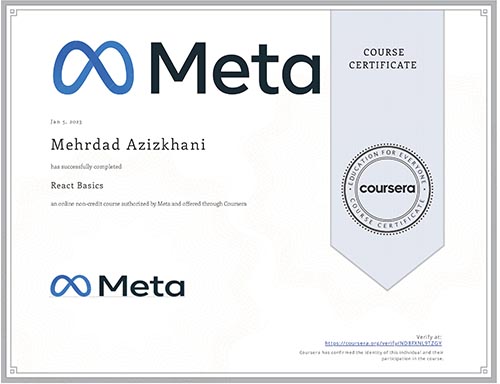 Meta
COURSE
CERTIFICATE
Jan 5, 2023
Mehrdad Azizkhani
has successfully completed
React Basics
an online non-credit course authorized by Meta and offered through Coursera
EDUCATION FOR EVERYONE
coursera
COURSE CERTIFICATE
Meta
Verify at:
Coursera has confirmed the identity of this individual and their
participation in the course.